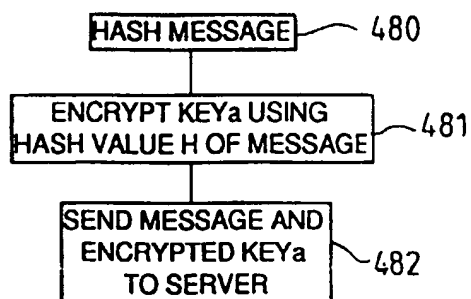 HASH MESSAGE
480
ENCRYPT KEYa USING
HASH VALUE H OF MESSAGE
481
SEND MESSAGE AND
ENCRYPTED KEYa
TO SERVER
482